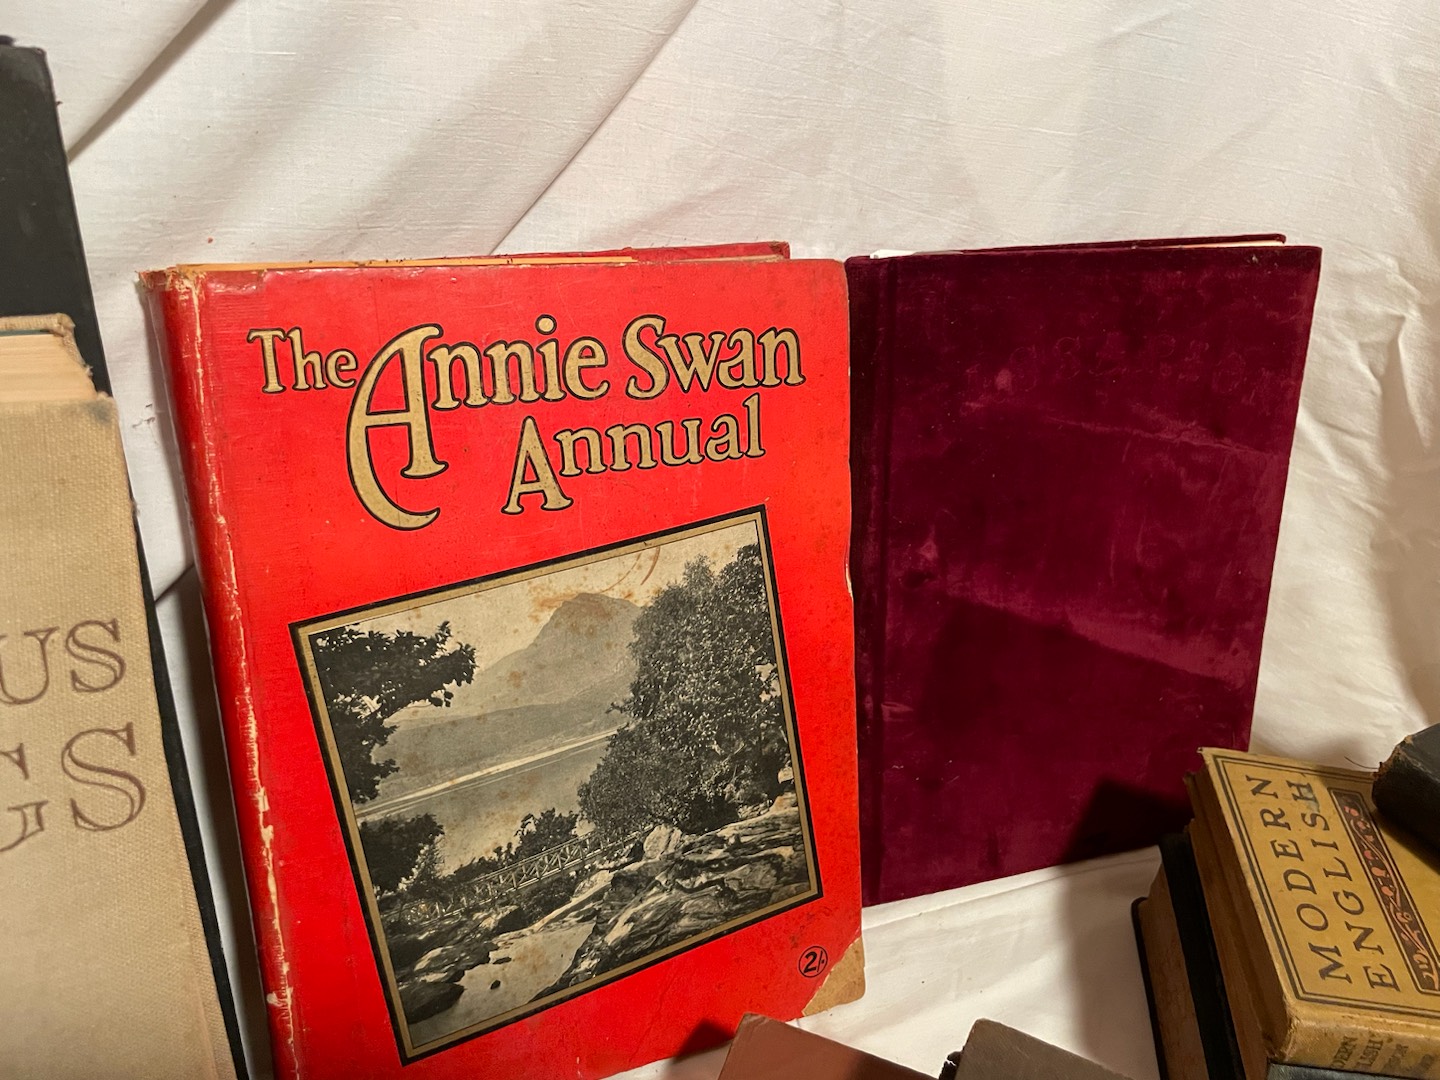 The Annie Swan
Annual
2/-
US
GS
MODERN
ENGLISH